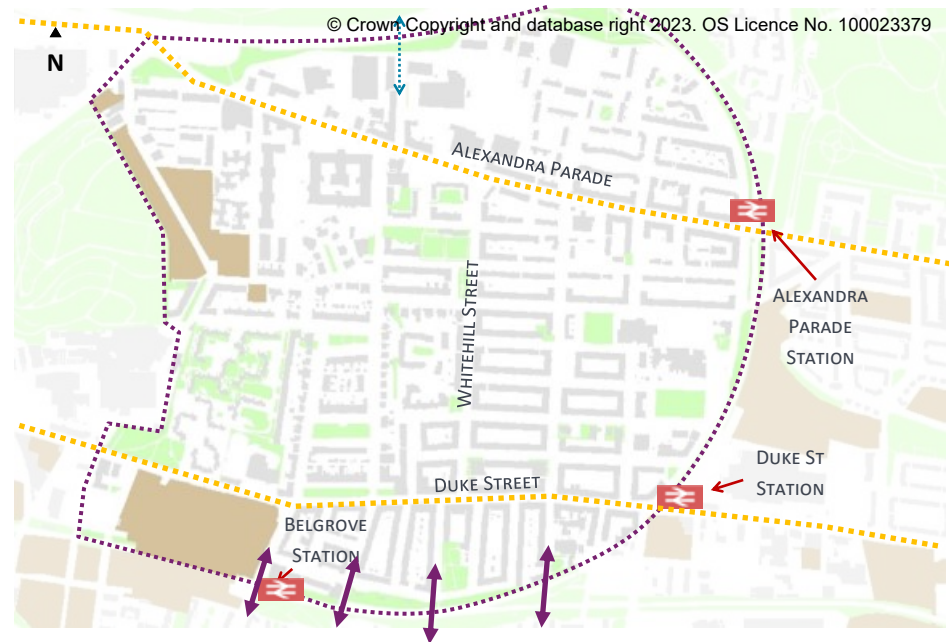 © Crown Copyright and database right 2023. OS Licence No. 100023379
N
ALEXANDRA PARADE
WHITEHILL STREET
ALEXANDRA
PARADE
STATION
DUKE ST
STATION
DUKE STREET
BELGROVE
STATION